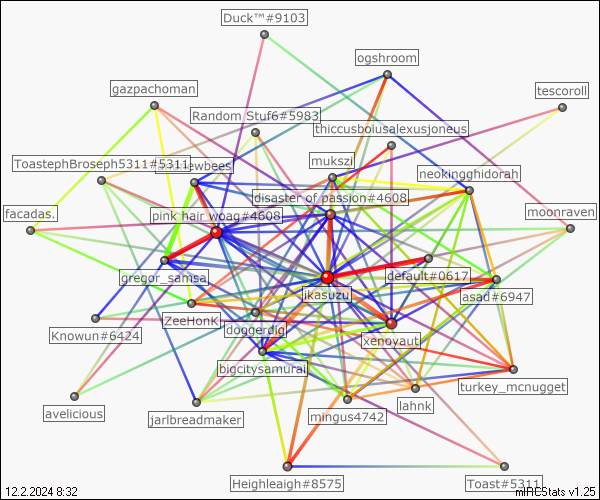 Duck™#9103
ogshroom
gazpachoman
tescoroll
Random Stuf6#5983
thiccusboiusalexusjoneus
ToastephBroseph5311#5311
ewbees
mukszi
neokingghidorah
disaster of passion#4608
facadas.
pink hair woag#4608
moonraven
gregor_samsa
default#0617
jkasuzu
asad#6947
ZeeHonK
doggerdig
Knowun#6424
xenoyaut
bigcitysamurai
turkey_mcnugget
avelicious
jarlbreadmaker
mingus4742
lahnk
Heighleaigh#8575
Toast#5311
12.2.2024 8:32
mIRCStats v1.25